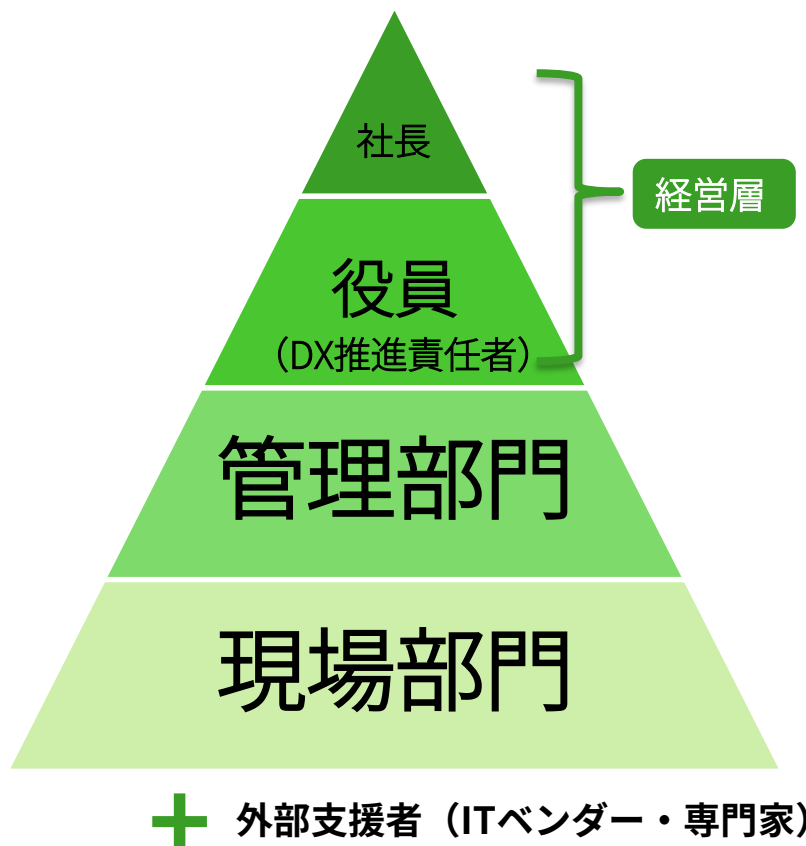 社長
経営層
役員
（DX推進責任者）
管理部門
現場部門
+ 外部支援者（ITベンダー・専門家）